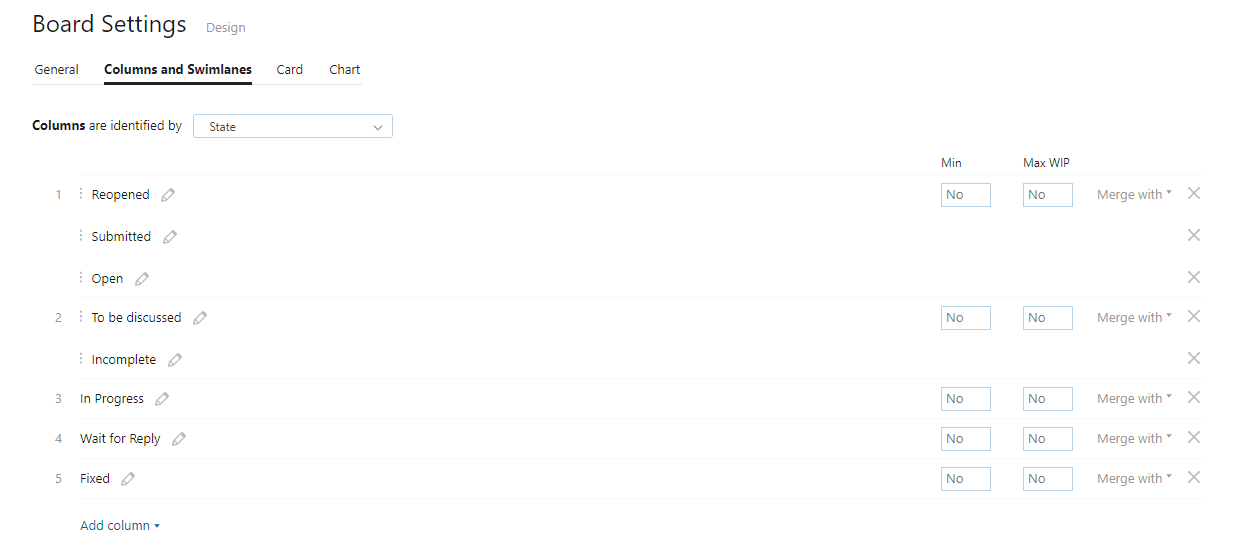 Board Settings Design
General Columns and Swimlanes Card Chart
Columns are identified by State
Min Max WIP
1 Reopened No No Merge with
Submitted
Open
2 To be discussed No No Merge with
Incomplete
3 In Progress No No Merge with
4 Wait for Reply No No Merge with
5 Fixed No No Merge with
Add column